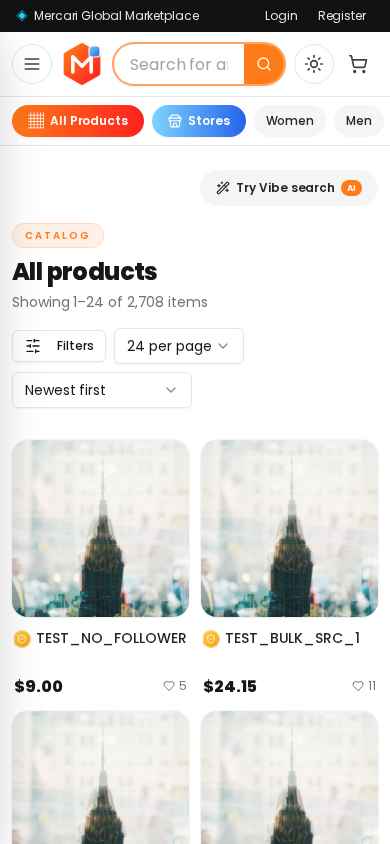 Mercari Global Marketplace Login Register
Search for a
All Products Stores Women Men
Try Vibe search AI
CATALOG
All products
Showing 1–24 of 2,708 items
Filters 24 per page
Newest first
TEST_NO_FOLLOWER TEST_BULK_SRC_1
$9.00 5 $24.15 11